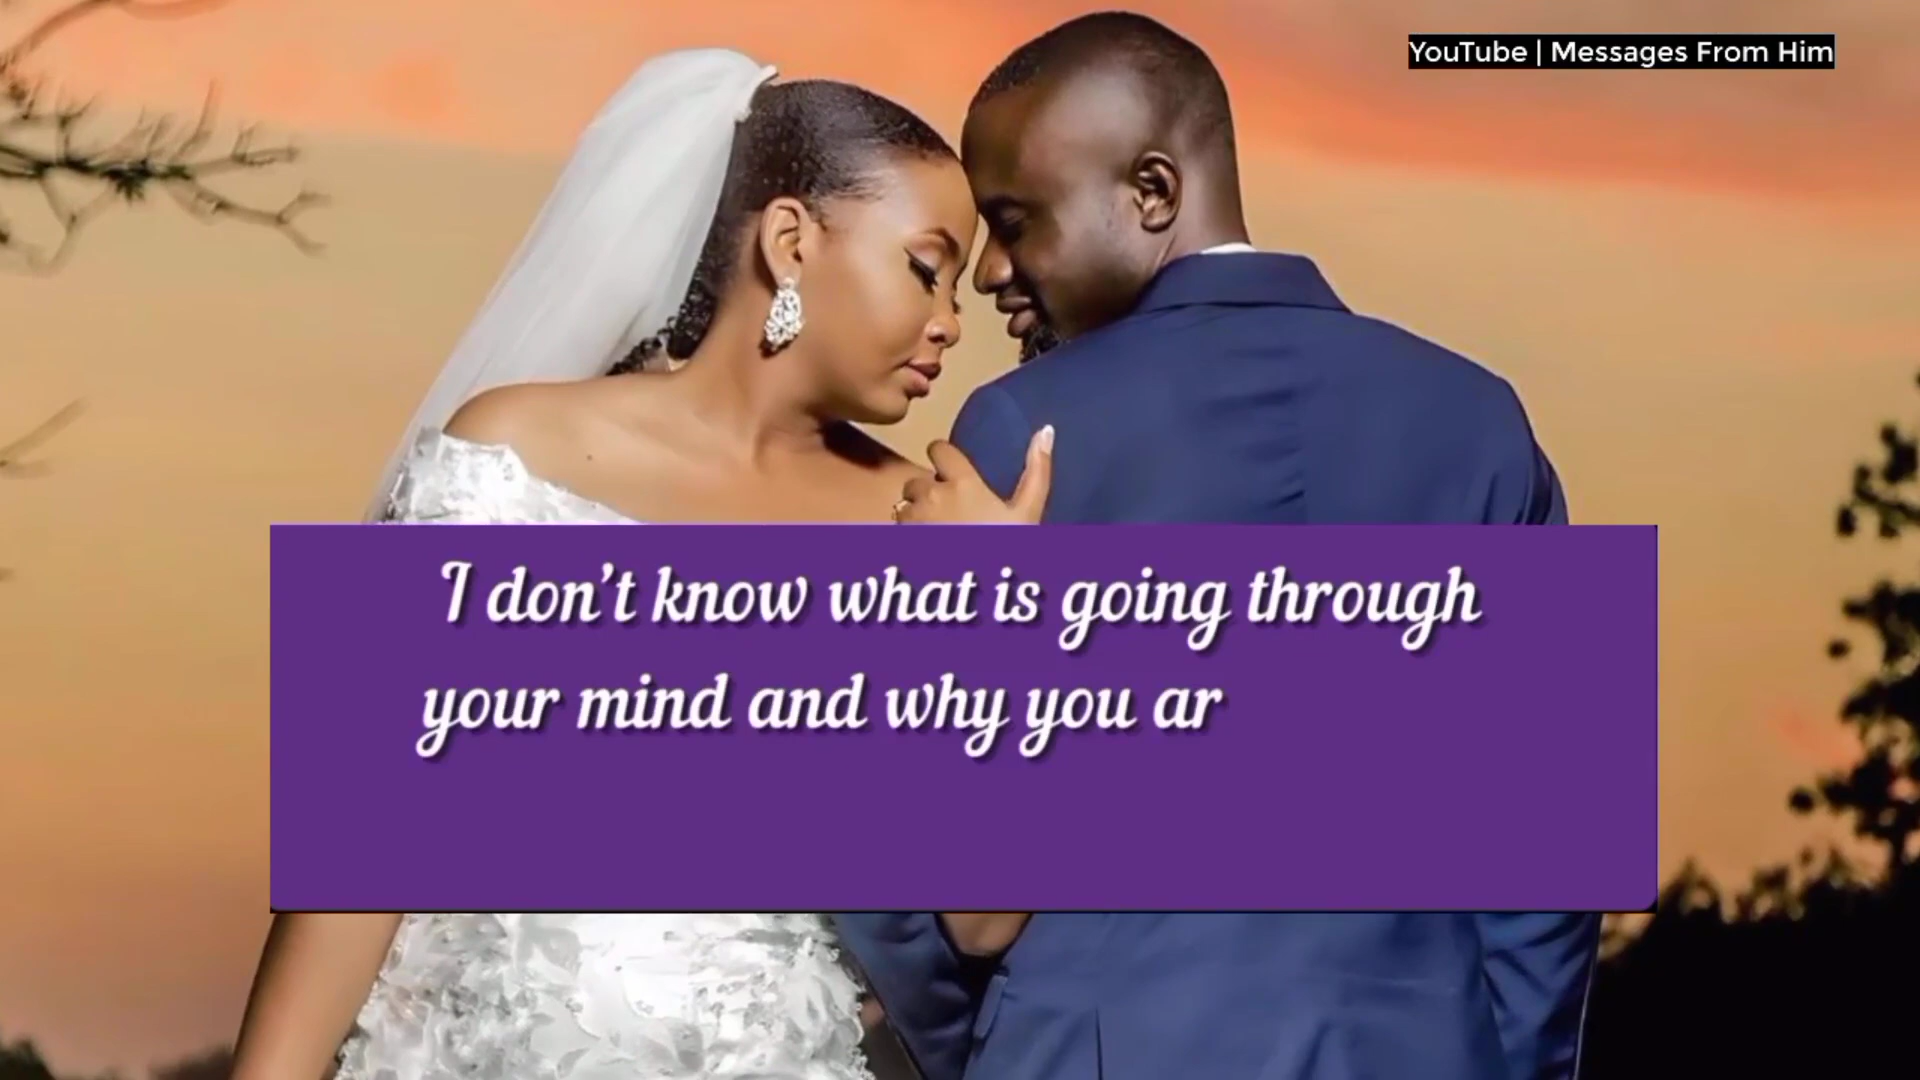 YouTube | Messages From Him
I don't know what is going through
your mind and why you ar